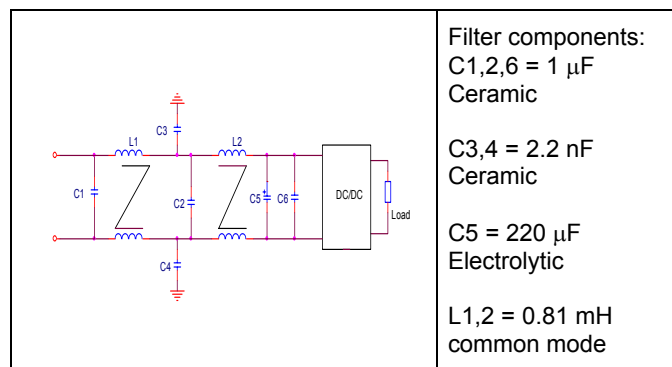 C3
L1
L2
C1
C2
C5
+
C6
DC/DC
Load
C4
Filter components:
C1,2,6 = 1 μF
Ceramic
C3,4 = 2.2 nF
Ceramic
C5 = 220 μF
Electrolytic
L1,2 = 0.81 mH
common mode